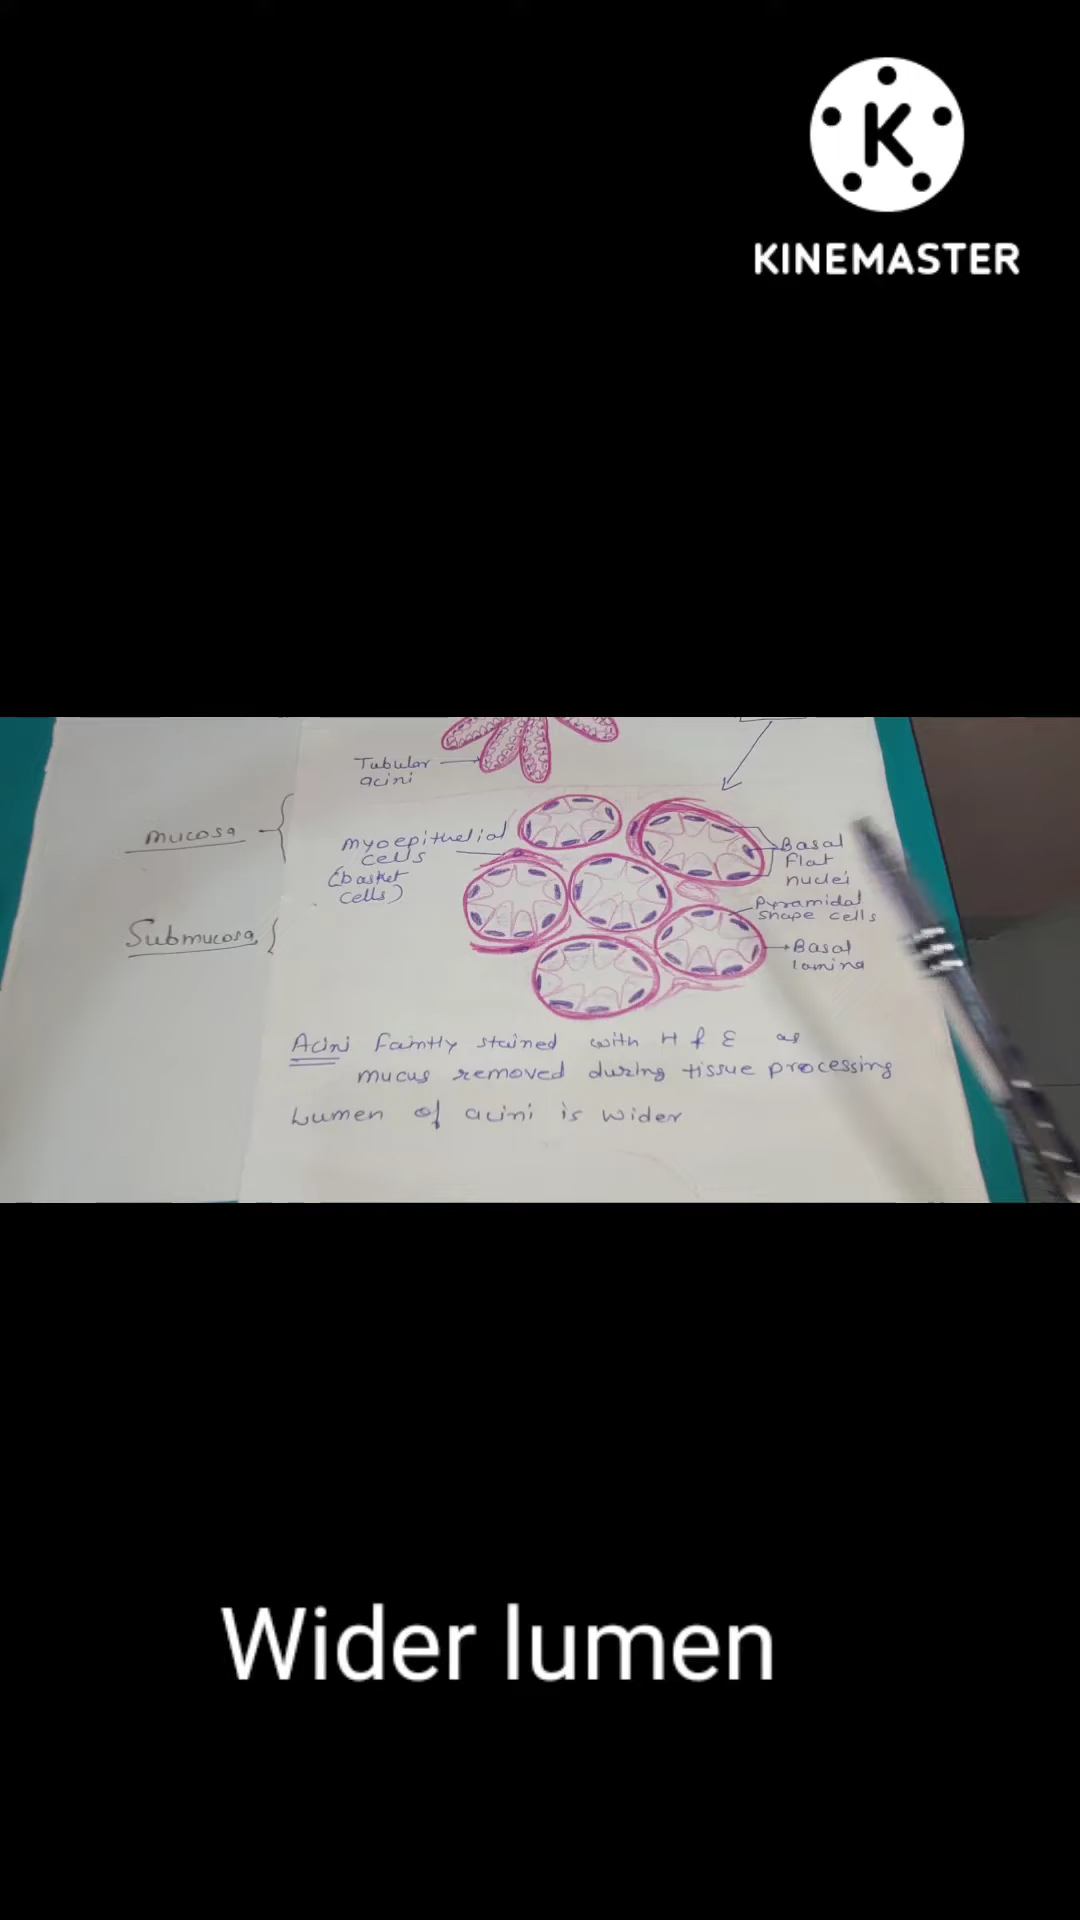 KINEMASTER
Tubular
acini
mucosa
Submucosa
myoepithelial
cells
(basket
cells)
Basal
Flat
nuclei
Pyramidal
shape cells
Basal
lamina
Acini Faintly stained with H & E as
mucus removed during tissue processing
Lumen of acini is wider
Wider lumen